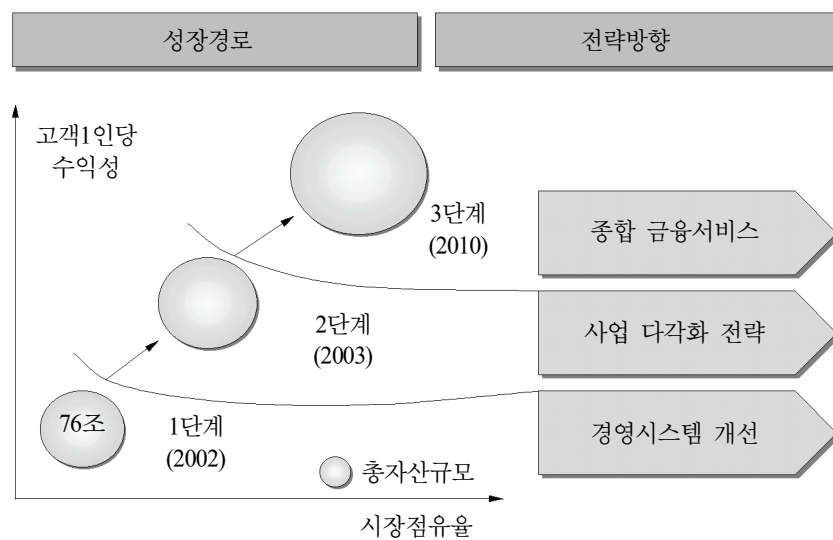 성장경로
전략방향
고객1인당
수익성
3단계
(2010)
종합 금융서비스
2단계
(2003)
사업 다각화 전략
76조
1단계
(2002)
경영시스템 개선
총자산규모
시장점유율